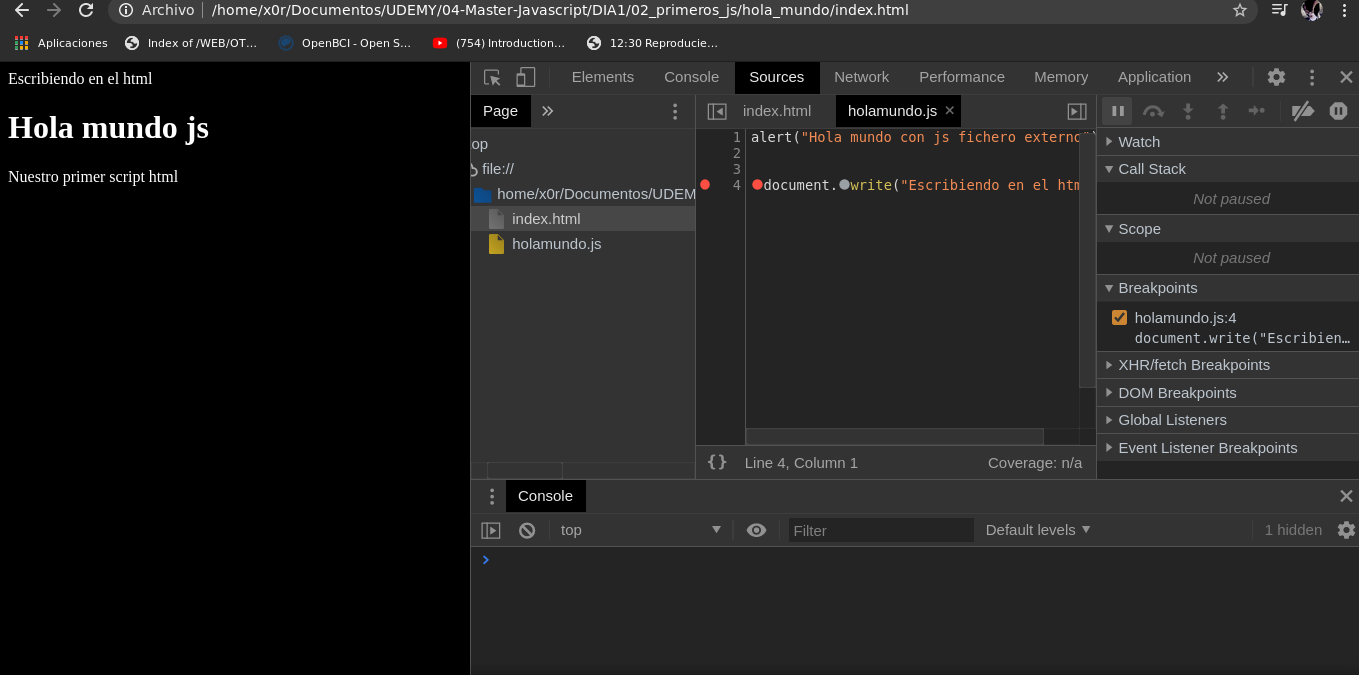 Archivo | /home/x0r/Documentos/UDEMY/04-Master-Javascript/DIA1/02_primeros_js/hola_mundo/index.html
Aplicaciones Index of /WEB/OT... OpenBCI - Open S... (754) Introduction... 12:30 Reproducie...
Escribiendo en el html
Hola mundo js
Nuestro primer script html
Elements Console Sources Network Performance Memory Application »
Page »
op
file://
home/x0r/Documentos/UDEM
index.html
holamundo.js
index.html holamundo.js ×
1 alert("Hola mundo con js fichero externo")
2
3
4 document.write("Escribiendo en el htm
{} Line 4, Column 1 Coverage: n/a
Watch
Call Stack
Not paused
Scope
Not paused
Breakpoints
holamundo.js:4
document.write("Escribien…
XHR/fetch Breakpoints
DOM Breakpoints
Global Listeners
Event Listener Breakpoints
Console
top Filter Default levels 1 hidden